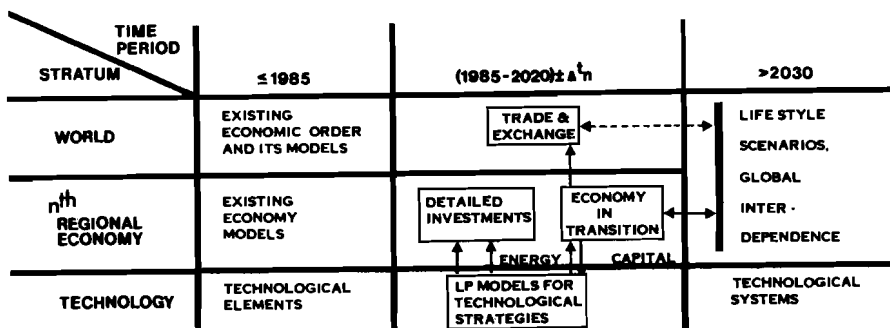 TIME
PERIOD
STRATUM
≤1985
(1985-2020)± Δtn
>2030
WORLD
EXISTING
ECONOMIC ORDER
AND ITS MODELS
TRADE &
EXCHANGE
LIFE STYLE
SCENARIOS,
GLOBAL
INTER-
DEPENDENCE
nth
REGIONAL
ECONOMY
EXISTING
ECONOMY
MODELS
DETAILED
INVESTMENTS
ECONOMY
IN
TRANSITION
ENERGY
CAPITAL
TECHNOLOGY
TECHNOLOGICAL
ELEMENTS
LP MODELS FOR
TECHNOLOGICAL
STRATEGIES
TECHNOLOGICAL
SYSTEMS